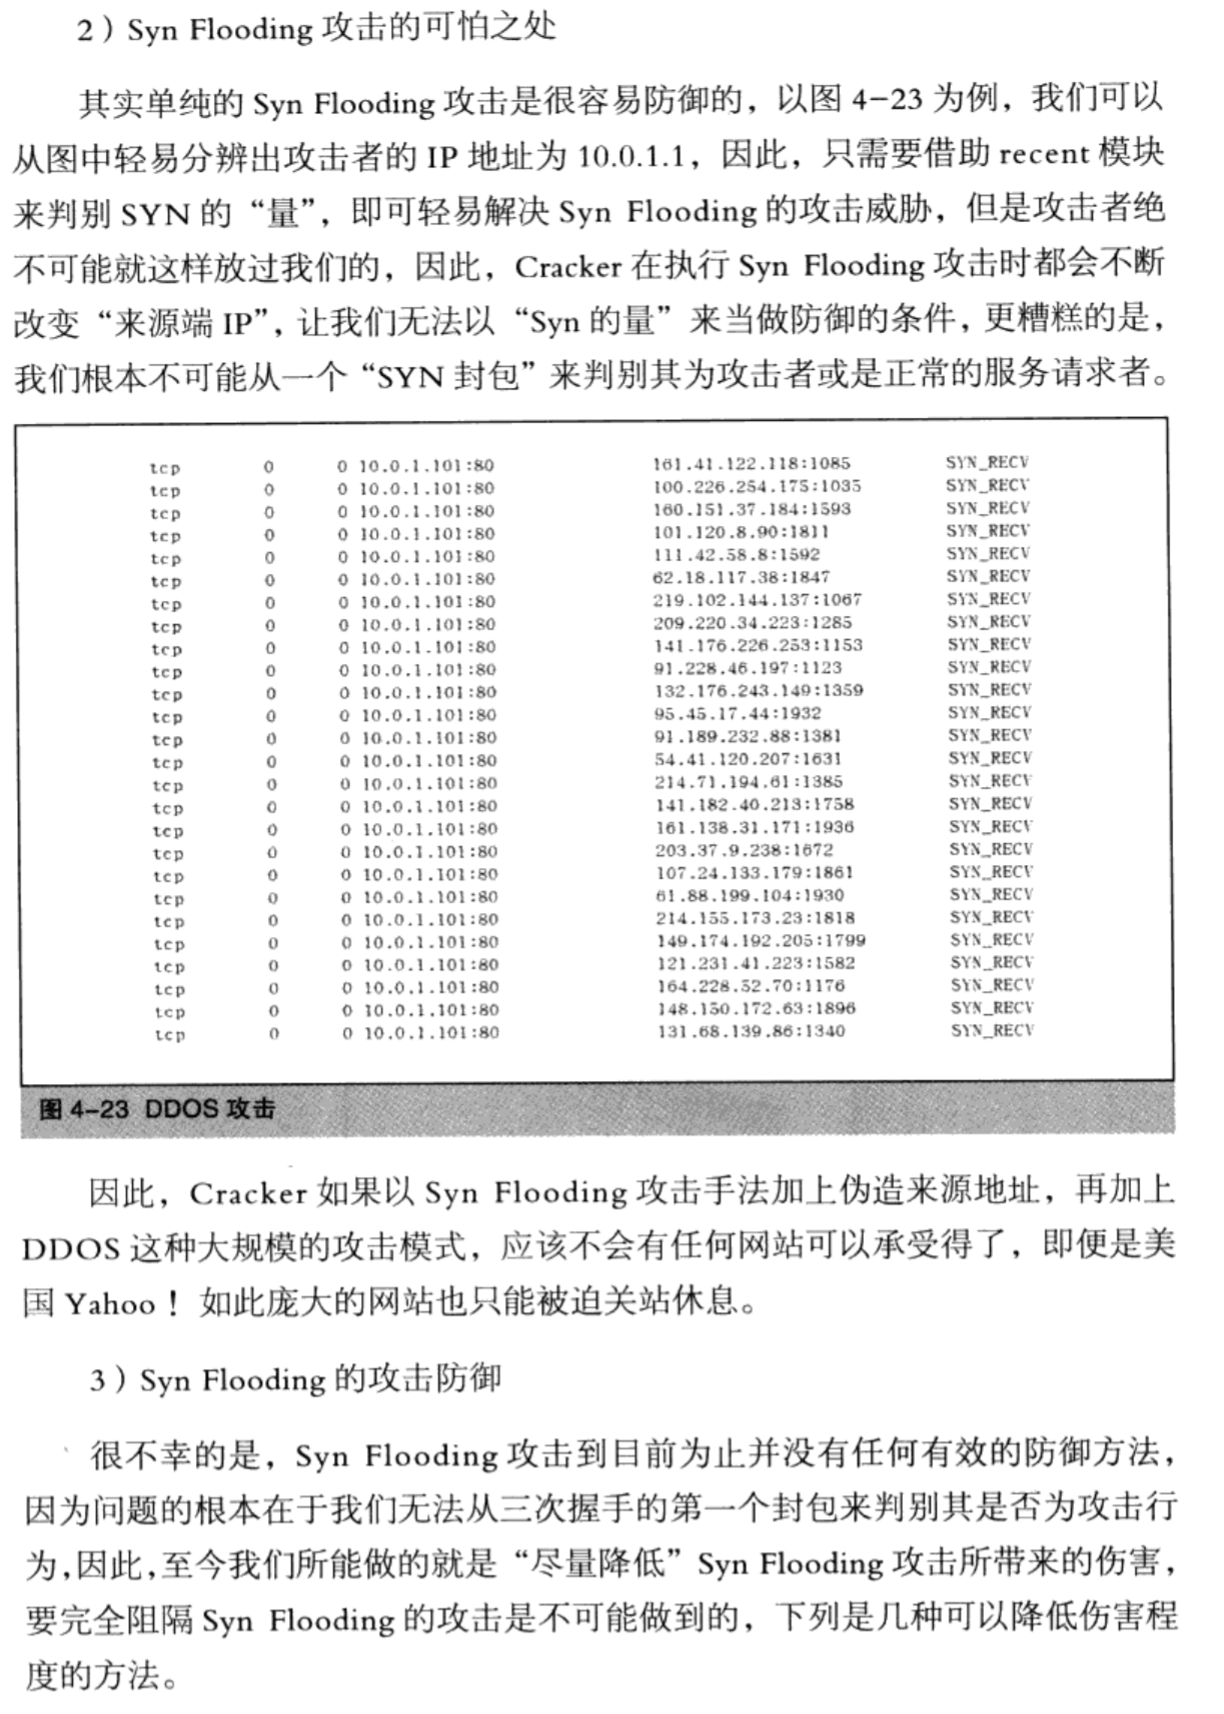 2）Syn Flooding 攻击的可怕之处
其实单纯的 Syn Flooding 攻击是很容易防御的，以图 4-23 为例，我们可以
从图中轻易分辨出攻击者的 IP 地址为 10.0.1.1，因此，只需要借助 recent 模块
来判别 SYN 的“量”，即可轻易解决 Syn Flooding 的攻击威胁，但是攻击者绝
不可能就这样放过我们的，因此，Cracker 在执行 Syn Flooding 攻击时都会不断
改变“来源端 IP”，让我们无法以“Syn 的量”来当做防御的条件，更糟糕的是，
我们根本不可能从一个“SYN 封包”来判别其为攻击者或是正常的服务请求者。
tcp 0 0 10.0.1.101:80 161.41.122.118:1085 SYN_RECV
tcp 0 0 10.0.1.101:80 100.226.254.175:1035 SYN_RECV
tcp 0 0 10.0.1.101:80 160.151.37.184:1593 SYN_RECV
tcp 0 0 10.0.1.101:80 101.120.8.90:1811 SYN_RECV
tcp 0 0 10.0.1.101:80 111.42.58.8:1592 SYN_RECV
tcp 0 0 10.0.1.101:80 62.18.117.38:1847 SYN_RECV
tcp 0 0 10.0.1.101:80 219.102.144.137:1067 SYN_RECV
tcp 0 0 10.0.1.101:80 209.220.34.223:1285 SYN_RECV
tcp 0 0 10.0.1.101:80 141.176.226.253:1153 SYN_RECV
tcp 0 0 10.0.1.101:80 91.228.46.197:1123 SYN_RECV
tcp 0 0 10.0.1.101:80 132.176.243.149:1359 SYN_RECV
tcp 0 0 10.0.1.101:80 95.45.17.44:1932 SYN_RECV
tcp 0 0 10.0.1.101:80 91.189.232.88:1381 SYN_RECV
tcp 0 0 10.0.1.101:80 54.41.120.207:1631 SYN_RECV
tcp 0 0 10.0.1.101:80 214.71.194.61:1385 SYN_RECV
tcp 0 0 10.0.1.101:80 141.182.40.213:1758 SYN_RECV
tcp 0 0 10.0.1.101:80 161.138.31.171:1936 SYN_RECV
tcp 0 0 10.0.1.101:80 203.37.9.238:1672 SYN_RECV
tcp 0 0 10.0.1.101:80 107.24.133.179:1861 SYN_RECV
tcp 0 0 10.0.1.101:80 61.88.199.104:1930 SYN_RECV
tcp 0 0 10.0.1.101:80 214.155.173.23:1818 SYN_RECV
tcp 0 0 10.0.1.101:80 149.174.192.205:1799 SYN_RECV
tcp 0 0 10.0.1.101:80 121.231.41.223:1582 SYN_RECV
tcp 0 0 10.0.1.101:80 164.228.52.70:1176 SYN_RECV
tcp 0 0 10.0.1.101:80 148.150.172.63:1896 SYN_RECV
tcp 0 0 10.0.1.101:80 131.68.139.86:1340 SYN_RECV
图 4-23 DDOS 攻击
因此，Cracker 如果以 Syn Flooding 攻击手法加上伪造来源地址，再加上
DDOS 这种大规模的攻击模式，应该不会有任何网站可以承受得了，即便是美
国 Yahoo！如此庞大的网站也只能被迫关站休息。
3）Syn Flooding 的攻击防御
很不幸的是，Syn Flooding 攻击到目前为止并没有任何有效的防御方法，
因为问题的根本在于我们无法从三次握手的第一个封包来判别其是否为攻击行
为，因此，至今我们所能做的就是“尽量降低”Syn Flooding 攻击所带来的伤害，
要完全阻隔 Syn Flooding 的攻击是不可能做到的，下列是几种可以降低伤害程
度的方法。